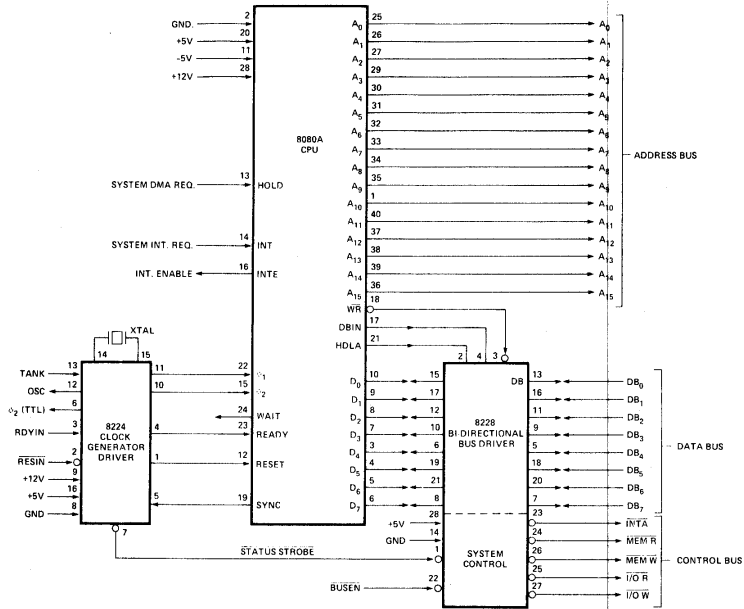 2 25
GND. A0 A0
20 26
+5V A1 A1
11 27
-5V A2 A2
28 29
+12V A3 A3
30
A4 A4
31
A5 A5
32
8080A CPU
A6 A6
33
A7 A7
34
A8 A8
ADDRESS BUS
13 35
SYSTEM DMA REQ. HOLD A9 A9
1
A10 A10
40
A11 A11
14 37
SYSTEM INT. REQ. INT A12 A12
16 38
INT. ENABLE INTE A13 A13
39
A14 A14
36
A15 A15
18
WR
17
DBIN
21
HDLA
XTAL
14 15
2 4 3
13 11 22
TANK φ1
12 10 15
OSC φ2
6 24
φ2 (TTL) WAIT
3 4 23
RDYIN READY
8224 CLOCK GENERATOR DRIVER
2 1 12
RESIN RESET
9
+12V
16 5 19
+5V SYNC
8
GND
7
10 15 13
D0 DB DB0
9 17 16
D1 DB1
8 12 11
D2 DB2
7 10 9
D3 DB3
3 6 5
D4 DB4
4 19 18
D5 DB5
5 21 20
D6 DB6
6 8 7
D7 DB7
8228 BI-DIRECTIONAL BUS DRIVER
DATA BUS
28 23
+5V INTA
14 24
GND MEM R
1 26
STATUS STROBE MEM W
SYSTEM CONTROL
CONTROL BUS
25
I/O R
22 27
BUSEN I/O W